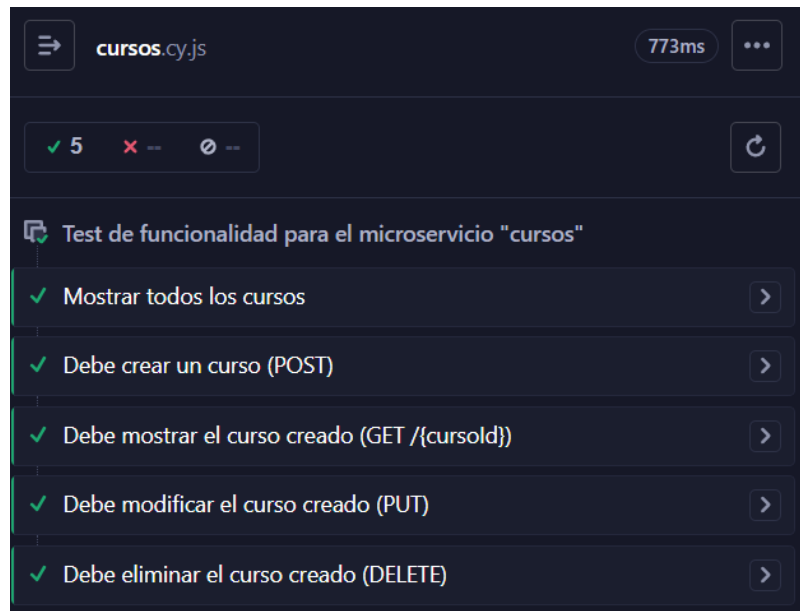 cursos.cy.js 773ms
5 -- --
Test de funcionalidad para el microservicio "cursos"
Mostrar todos los cursos
Debe crear un curso (POST)
Debe mostrar el curso creado (GET /{cursoId})
Debe modificar el curso creado (PUT)
Debe eliminar el curso creado (DELETE)